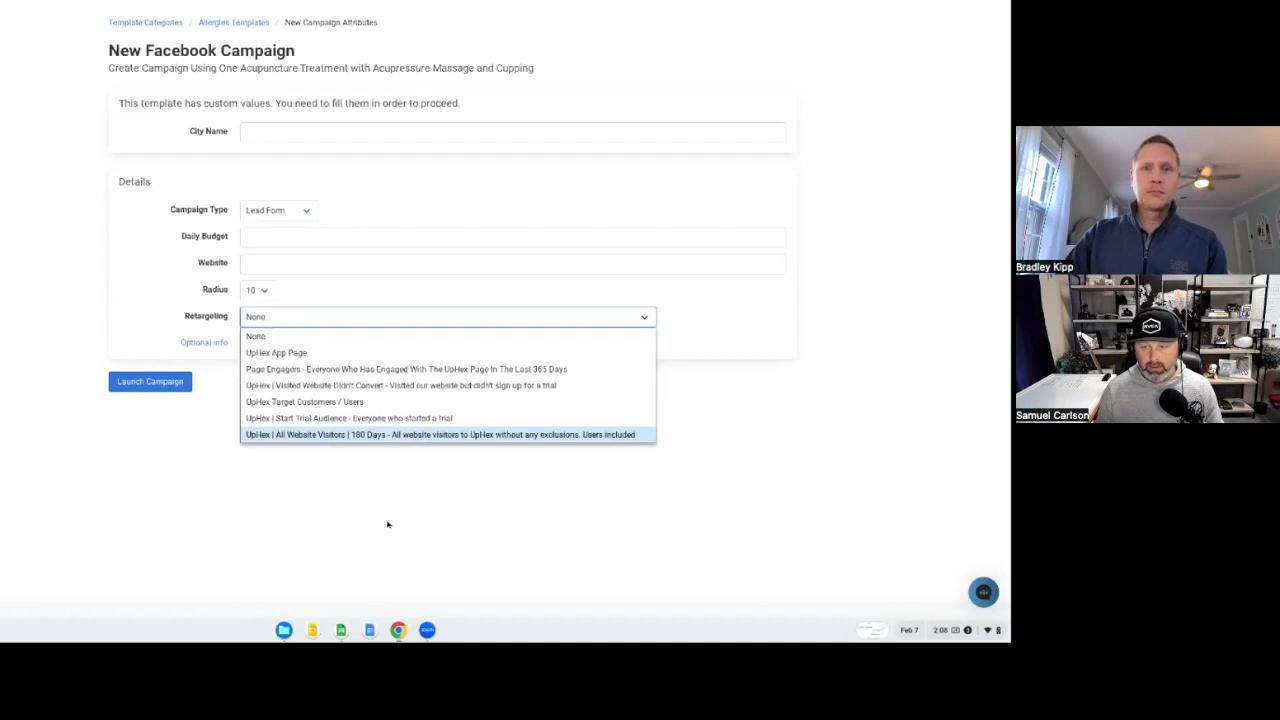 Template Categories / Allergies Templates / New Campaign Attributes
New Facebook Campaign
Create Campaign Using One Acupuncture Treatment with Acupressure Massage and Cupping
This template has custom values. You need to fill them in order to proceed.
City Name
Details
Campaign Type Lead Form
Daily Budget
Website
Radius 10
Retargeting None
None
Optional info
UpHex App Page
Page Engagers - Everyone Who Has Engaged With The UpHex Page In The Last 365 Days
UpHex | Visited Website Didn't Convert - Visited our website but didn't sign up for a trial
UpHex Target Customers / Users
UpHex | Start Trial Audience - Everyone who started a trial
UpHex | All Website Visitors | 180 Days - All website visitors to UpHex without any exclusions. Users included
Launch Campaign
Bradley Kipp
Samuel Carlson
Feb 7 2:08